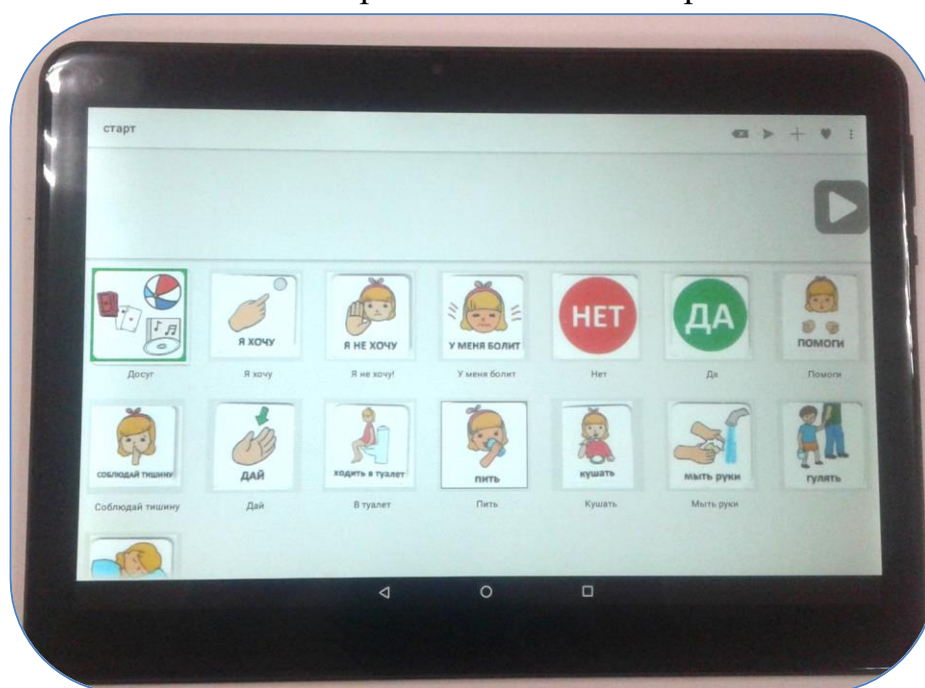 старт
Я ХОЧУ
Я НЕ ХОЧУ
У МЕНЯ БОЛИТ
НЕТ
ДА
ПОМОГИ
Досуг
Я хочу
Я не хочу!
У меня болит
Нет
Да
Помоги
СОБЛЮДАЙ ТИШИНУ
ДАЙ
ходить в туалет
пить
кушать
мыть руки
гулять
Соблюдай тишину
Дай
В туалет
Пить
Кушать
Мыть руки